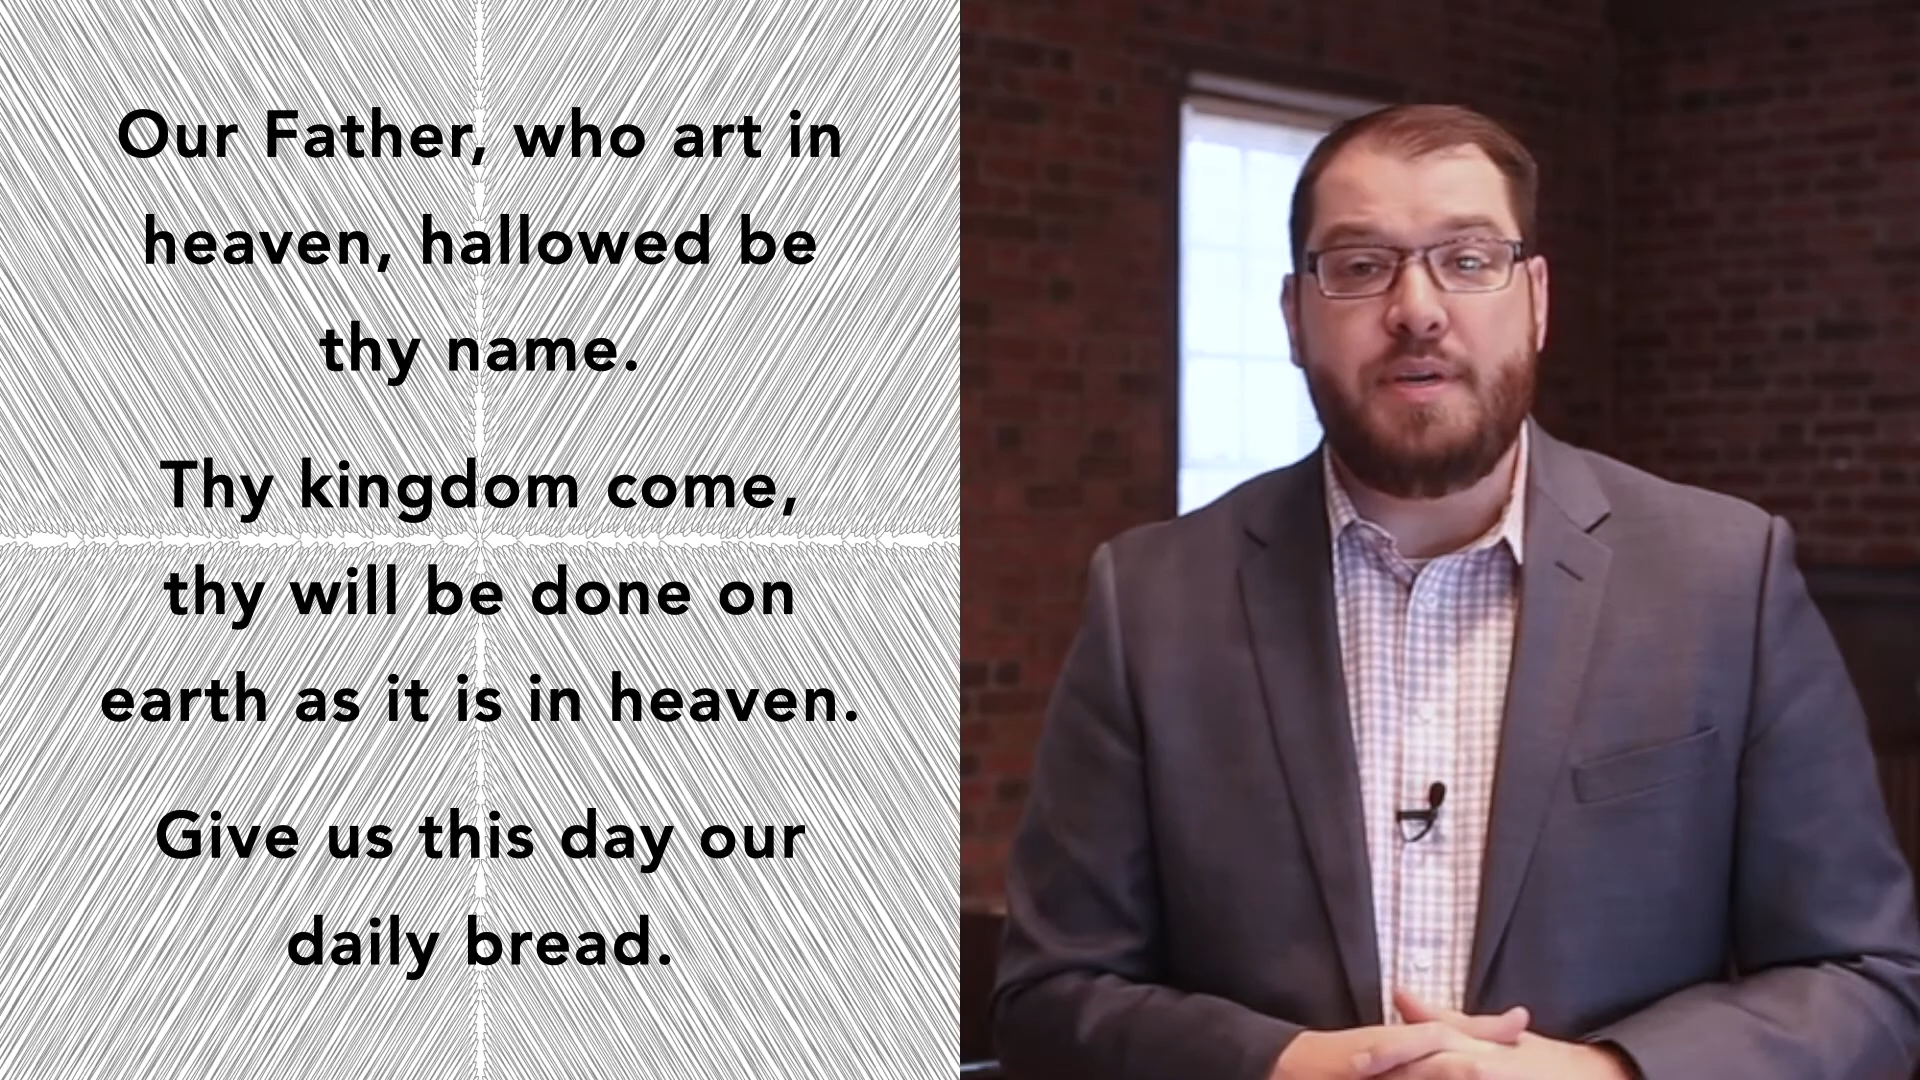 Our Father, who art in
heaven, hallowed be
thy name.
Thy kingdom come,
thy will be done on
earth as it is in heaven.
Give us this day our
daily bread.